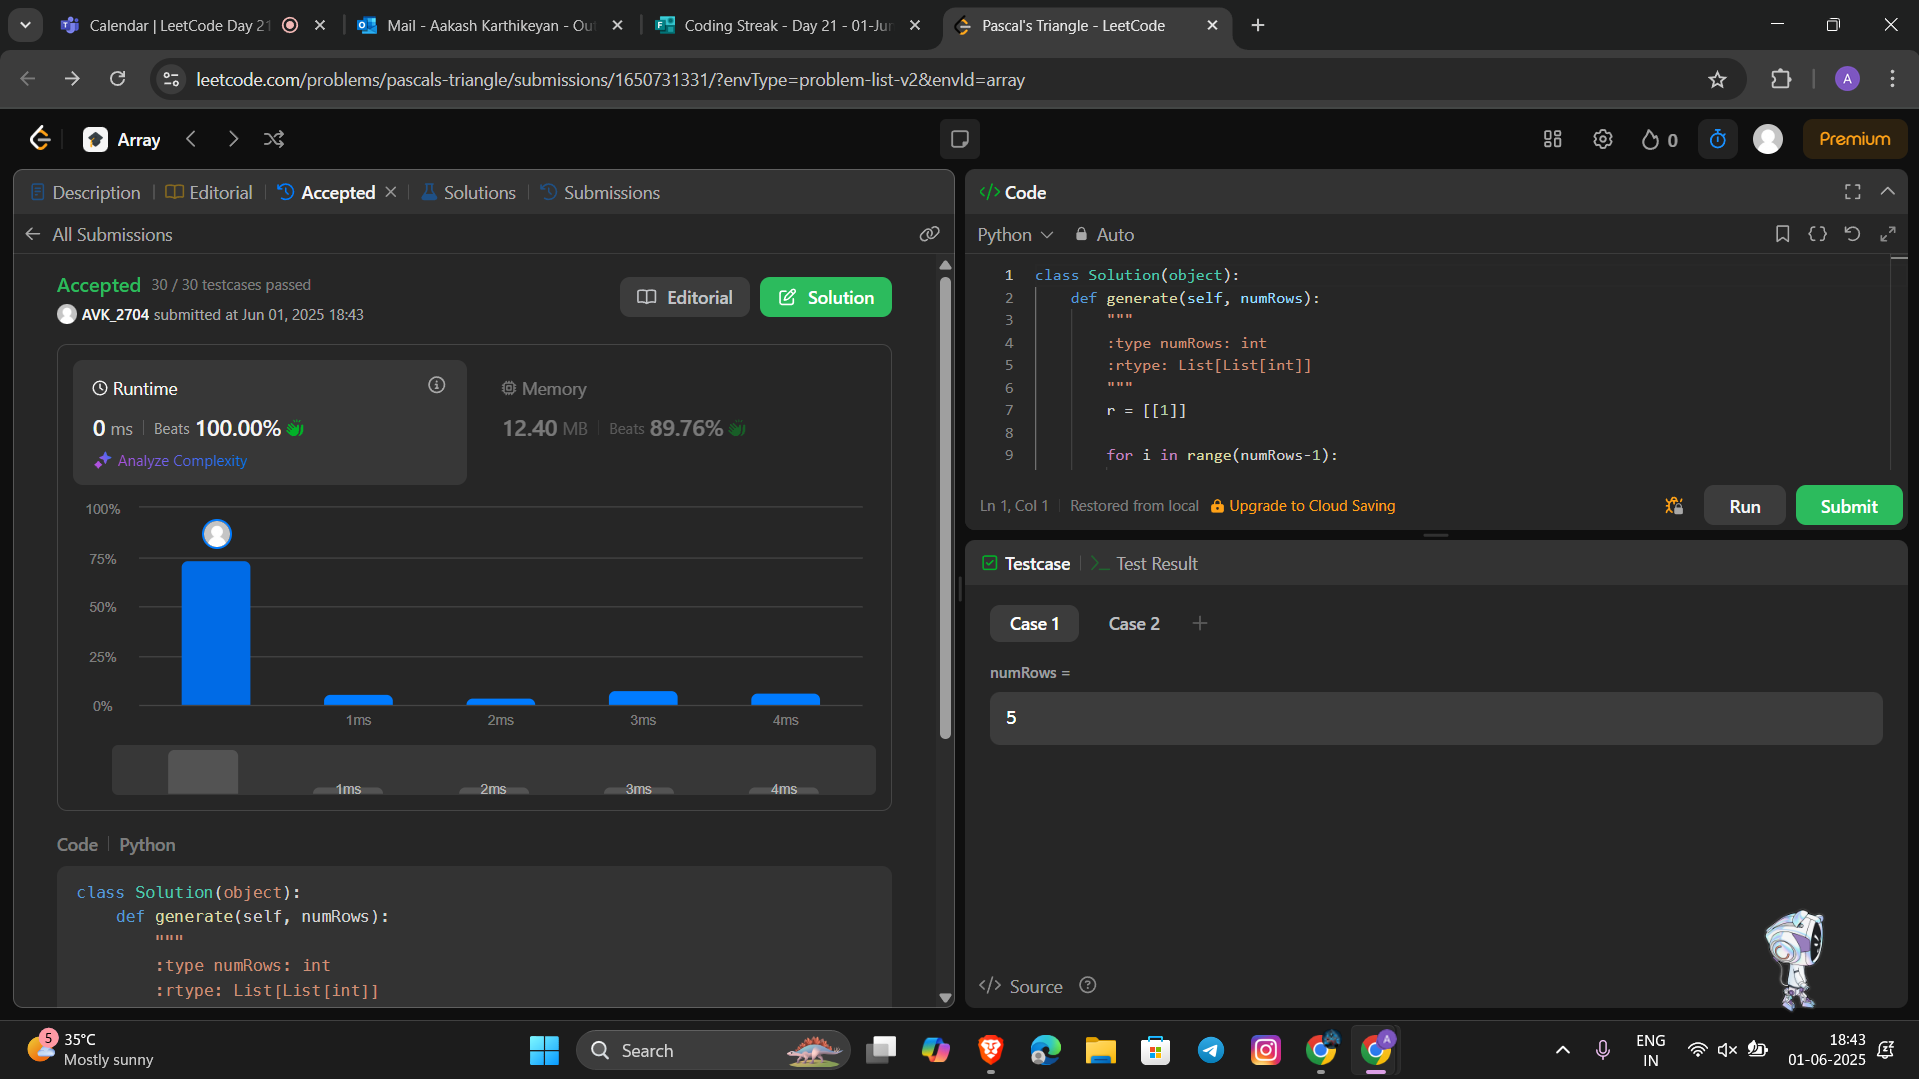 Calendar | LeetCode Day 21
Mail - Aakash Karthikeyan - Out
Coding Streak - Day 21 - 01-Jun
Pascal's Triangle - LeetCode
leetcode.com/problems/pascals-triangle/submissions/1650731331/?envType=problem-list-v2&envId=array
A
Array
0
Premium
Description
Editorial
Accepted
Solutions
Submissions
All Submissions
Accepted 30 / 30 testcases passed
AVK_2704 submitted at Jun 01, 2025 18:43
Editorial
Solution
Runtime
0 ms Beats 100.00%
Analyze Complexity
Memory
12.40 MB Beats 89.76%
100%
75%
50%
25%
0%
1ms 2ms 3ms 4ms
1ms 2ms 3ms 4ms
Code Python
class Solution(object):
def generate(self, numRows):
"""
:type numRows: int
:rtype: List[List[int]]
</> Code
Python Auto
1 class Solution(object):
2 def generate(self, numRows):
3 """
4 :type numRows: int
5 :rtype: List[List[int]]
6 """
7 r = [[1]]
8
9 for i in range(numRows-1):
Ln 1, Col 1 Restored from local Upgrade to Cloud Saving
Run
Submit
Testcase
Test Result
Case 1 Case 2 +
numRows =
5
</> Source
5
35°C
Mostly sunny
Search
A
ENG
IN
18:43
01-06-2025